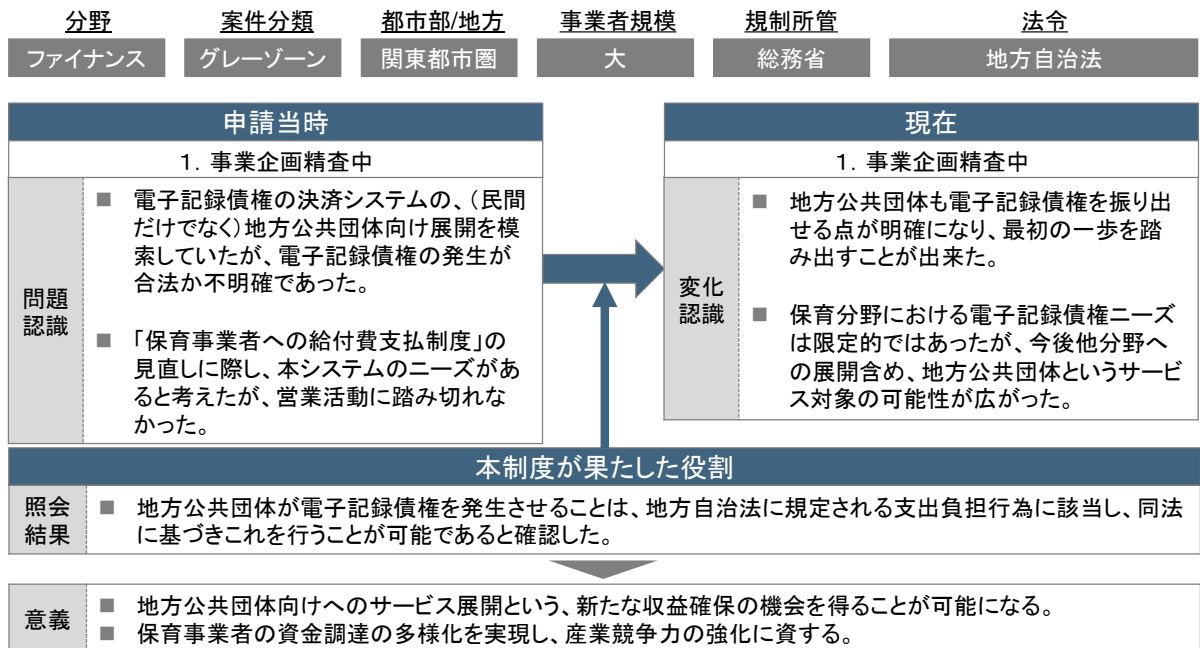 分野 案件分類 都市部/地方 事業者規模 規制所管 法令
ファイナンス グレーゾーン 関東都市圏 大 総務省 地方自治法
申請当時
1. 事業企画精査中
問題
認識
■ 電子記録債権の決済システムの、(民間
だけでなく)地方公共団体向け展開を模
索していたが、電子記録債権の発生が
合法か不明確であった。
■ 「保育事業者への給付費支払制度」の
見直しに際し、本システムのニーズがあ
ると考えたが、営業活動に踏み切れな
かった。
現在
1. 事業企画精査中
変化
認識
■ 地方公共団体も電子記録債権を振り出
せる点が明確になり、最初の一歩を踏
み出すことが出来た。
■ 保育分野における電子記録債権ニーズ
は限定的ではあったが、今後他分野へ
の展開含め、地方公共団体というサービ
ス対象の可能性が広がった。
本制度が果たした役割
照会
結果
■ 地方公共団体が電子記録債権を発生させることは、地方自治法に規定される支出負担行為に該当し、同法
に基づきこれを行うことが可能であると確認した。
意義
■ 地方公共団体向けへのサービス展開という、新たな収益確保の機会を得ることが可能になる。
■ 保育事業者の資金調達の多様化を実現し、産業競争力の強化に資する。